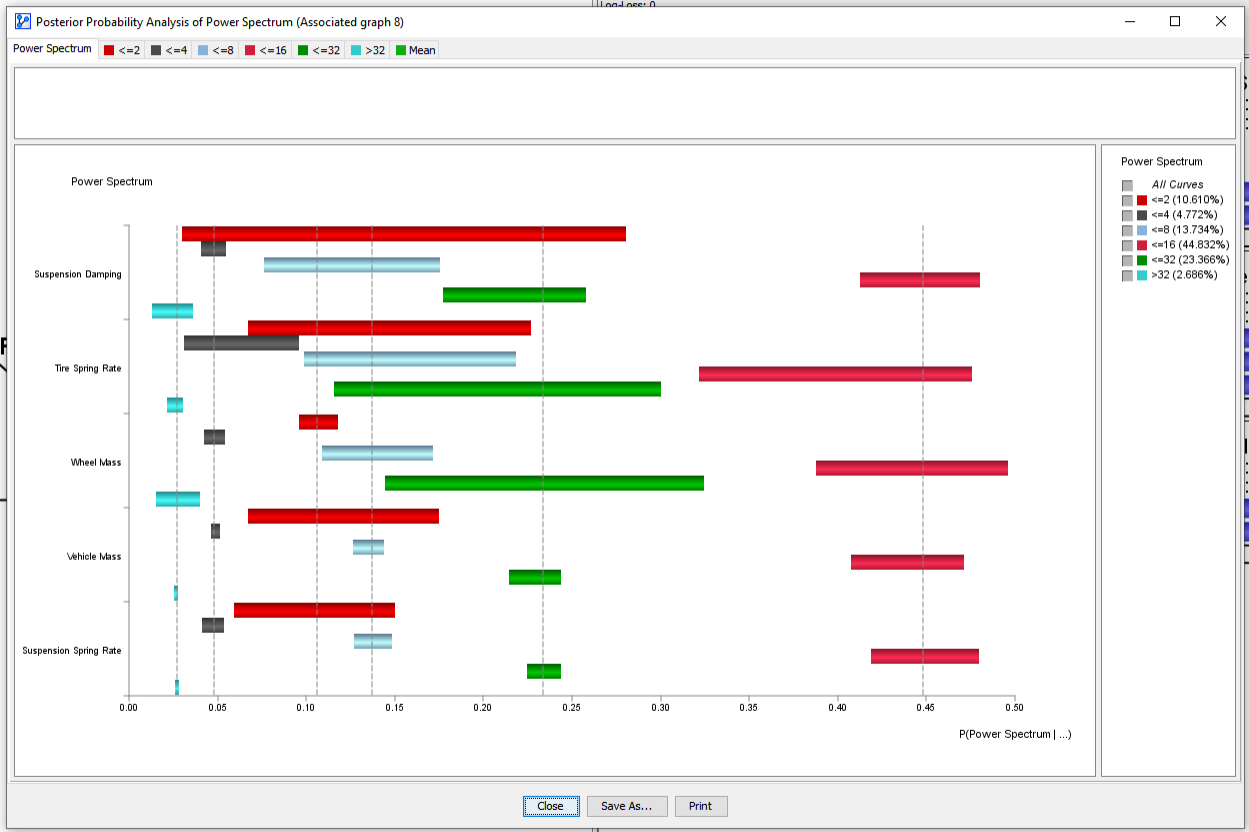 Log-Loss: 0
Posterior Probability Analysis of Power Spectrum (Associated graph 8)
Power Spectrum <=2 <=4 <=8 <=16 <=32 >32 Mean
Power Spectrum
Suspension Damping
Tire Spring Rate
Wheel Mass
Vehicle Mass
Suspension Spring Rate
0.00 0.05 0.10 0.15 0.20 0.25 0.30 0.35 0.40 0.45 0.50
P(Power Spectrum | ...)
Power Spectrum
All Curves
<=2 (10.610%)
<=4 (4.772%)
<=8 (13.734%)
<=16 (44.832%)
<=32 (23.366%)
>32 (2.686%)
Close Save As... Print